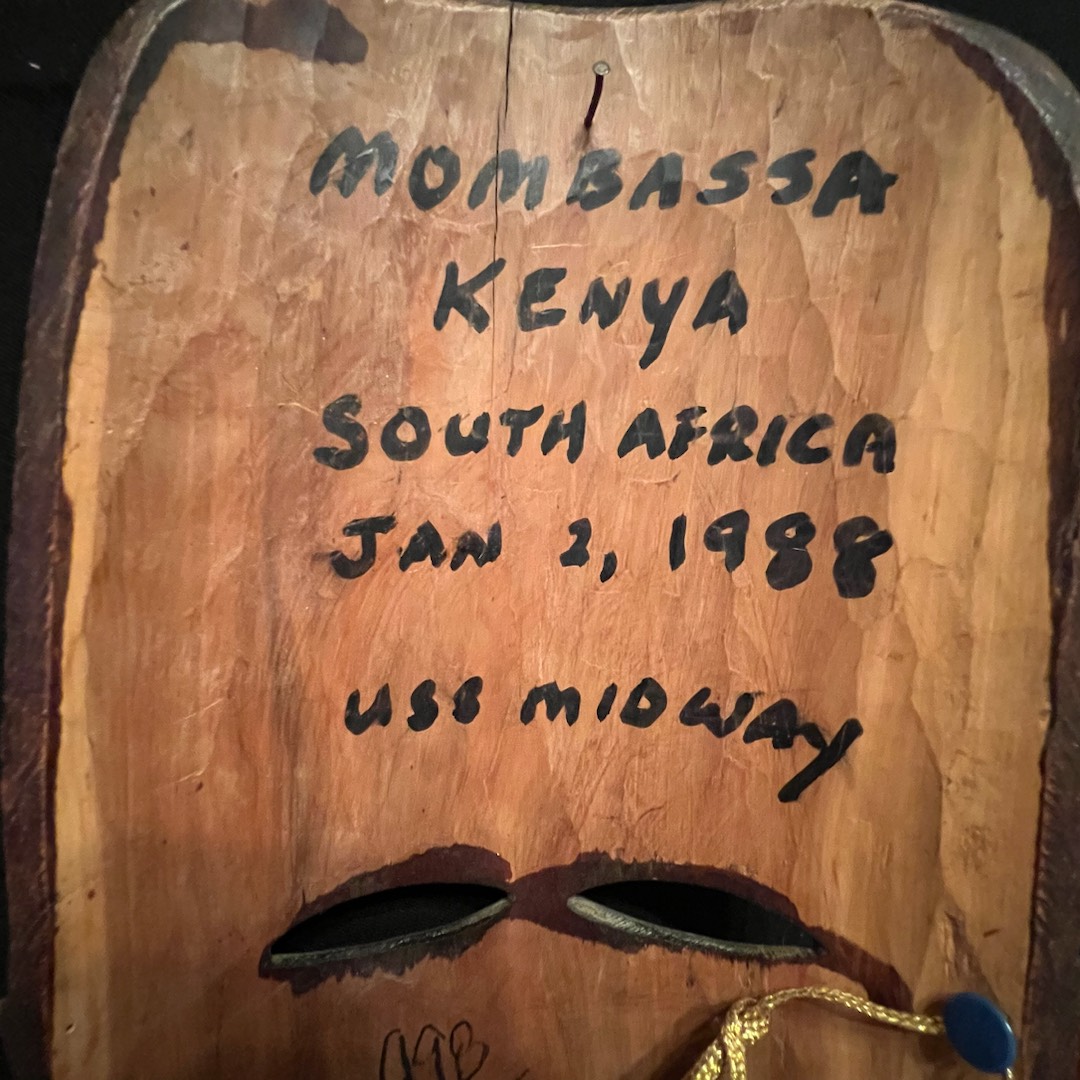 MOMBASSA
KENYA
SOUTH AFRICA
JAN 2, 1988
USS MIDWAY